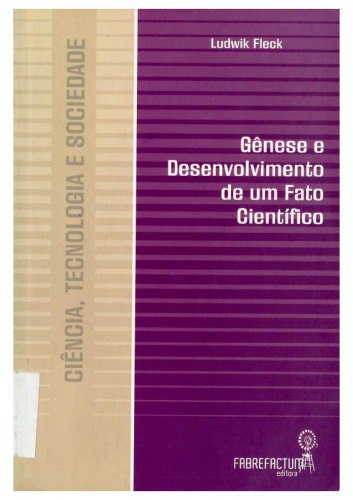 Ludwik Fleck
Gênese e
Desenvolvimento
de um Fato
Científico
CIÊNCIA, TECNOLOGIA E SOCIEDADE
FABREFACTUM
editora